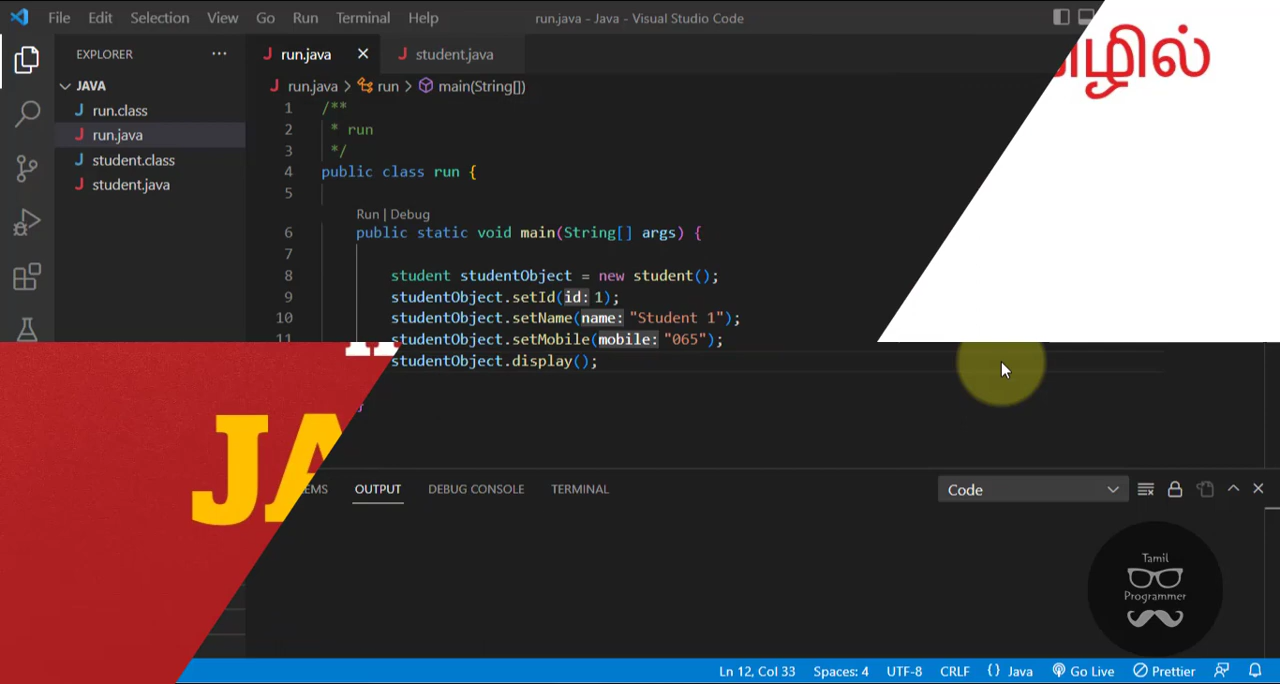 File Edit Selection View Go Run Terminal Help
run.java - Java - Visual Studio Code
EXPLORER
JAVA
run.class
run.java
student.class
student.java
run.java student.java
run.java > run > main(String[])
1 /**
2 * run
3 */
4 public class run {
5
Run | Debug
6 public static void main(String[] args) {
7
8 student studentObject = new student();
9 studentObject.setId(id: 1);
10 studentObject.setName(name: "Student 1");
11 studentObject.setMobile(mobile: "065");
studentObject.display();
}
JA
EMS OUTPUT DEBUG CONSOLE TERMINAL
Code
Tamil
Programmer
Ln 12, Col 33 Spaces: 4 UTF-8 CRLF {} Java Go Live Prettier